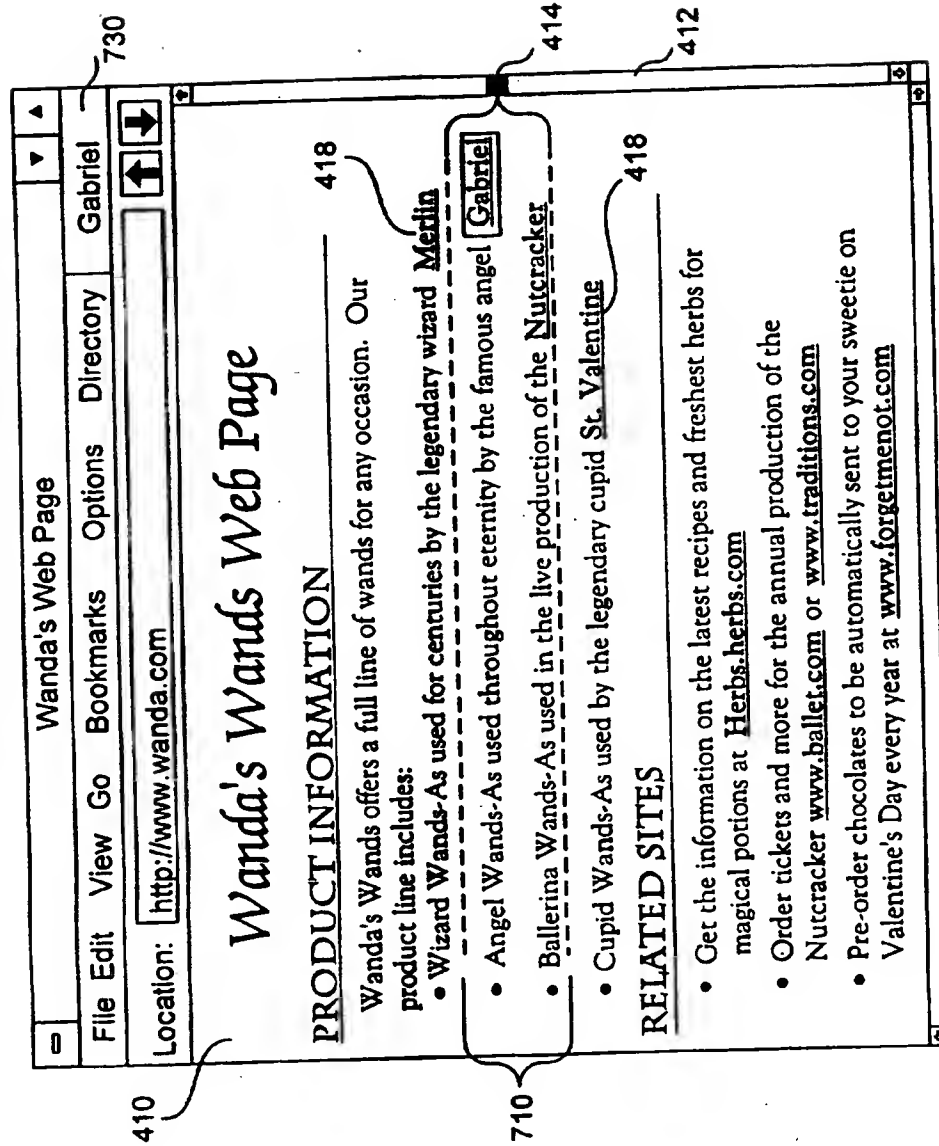 Wanda's Web Page
File Edit View Go Bookmarks Options Directory Gabriel
730
Location: http://www.wanda.com
410
Wanda's Wands Web Page
PRODUCT INFORMATION
Wanda's Wands offers a full line of wands for any occasion. Our
product line includes:
418
• Wizard Wands-As used for centuries by the legendary wizard Merlin
414
• Angel Wands-As used throughout eternity by the famous angel Gabriel
710
• Ballerina Wands-As used in the live production of the Nutcracker
412
• Cupid Wands-As used by the legendary cupid St. Valentine
418
RELATED SITES
• Get the information on the latest recipes and freshest herbs for
magical potions at Herbs.herbs.com
• Order tickets and more for the annual production of the
Nutcracker www.ballet.com or www.traditions.com
• Pre-order chocolates to be automatically sent to your sweetie on
Valentine's Day every year at www.forgetmenot.com